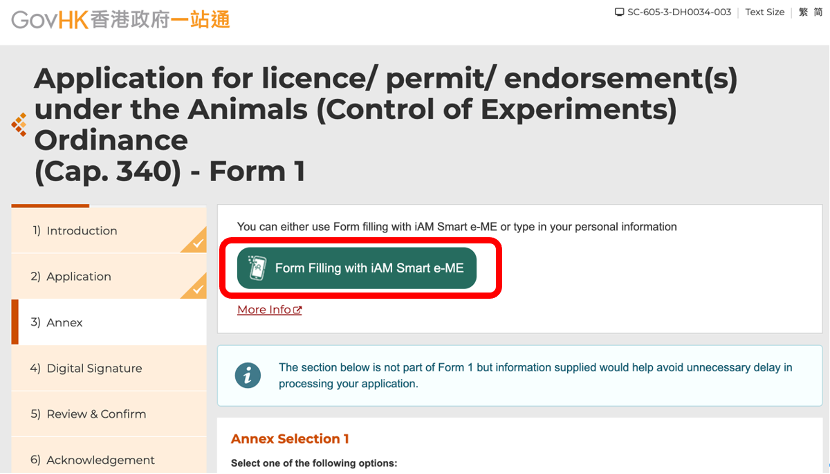 GovHK香港政府一站通
SC-605-3-DH0034-003 | Text Size | 繁 简
Application for licence/ permit/ endorsement(s)
under the Animals (Control of Experiments)
Ordinance
(Cap. 340) - Form 1
1) Introduction
2) Application
3) Annex
4) Digital Signature
5) Review & Confirm
6) Acknowledgement
You can either use Form filling with iAM Smart e-ME or type in your personal information
Form Filling with iAM Smart e-ME
More Info
The section below is not part of Form 1 but information supplied would help avoid unnecessary delay in
processing your application.
Annex Selection 1
Select one of the following options: